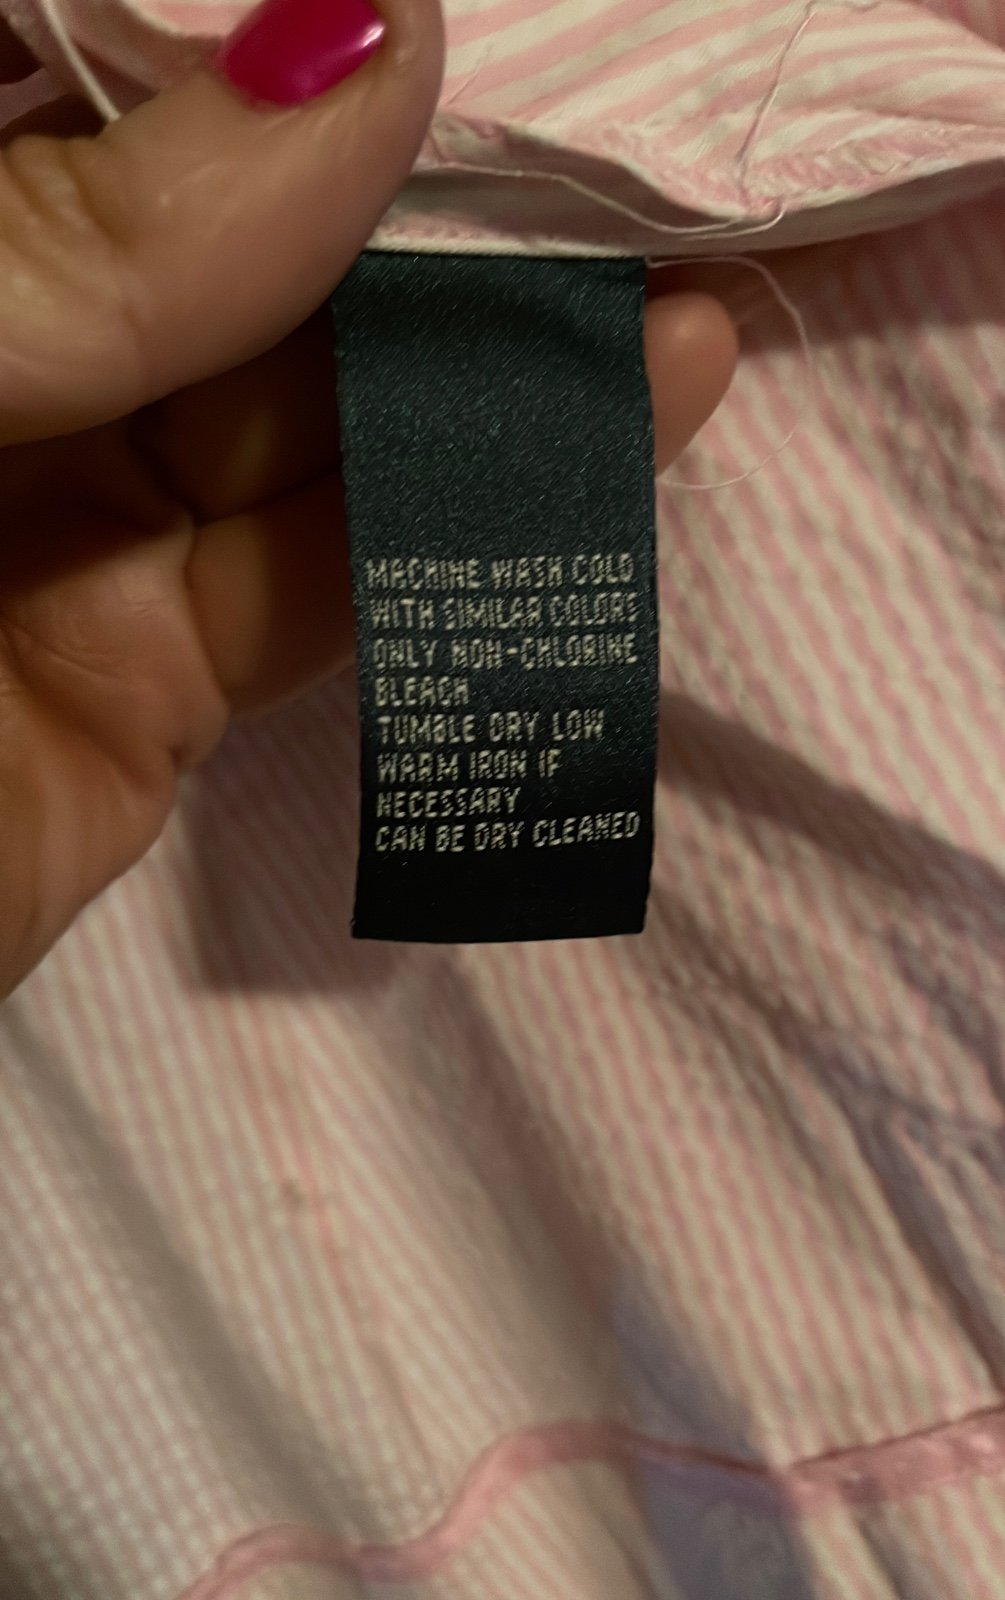 MACHINE WASH COLD
WITH SIMILAR COLORS
ONLY NON-CHLORINE
BLEACH
TUMBLE DRY LOW
WARM IRON IF
NECESSARY
CAN BE DRY CLEANED